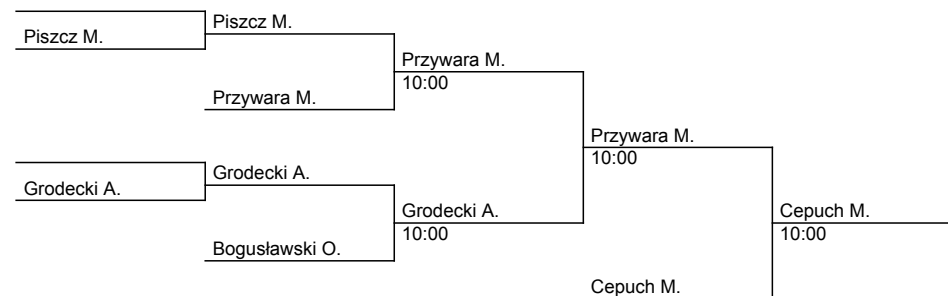 Piszcz M.
Piszcz M.
Przywara M.
10:00
Przywara M.
Przywara M.
10:00
Grodecki A.
Grodecki A.
Grodecki A.
10:00
Cepuch M.
10:00
Bogusławski O.
Cepuch M.